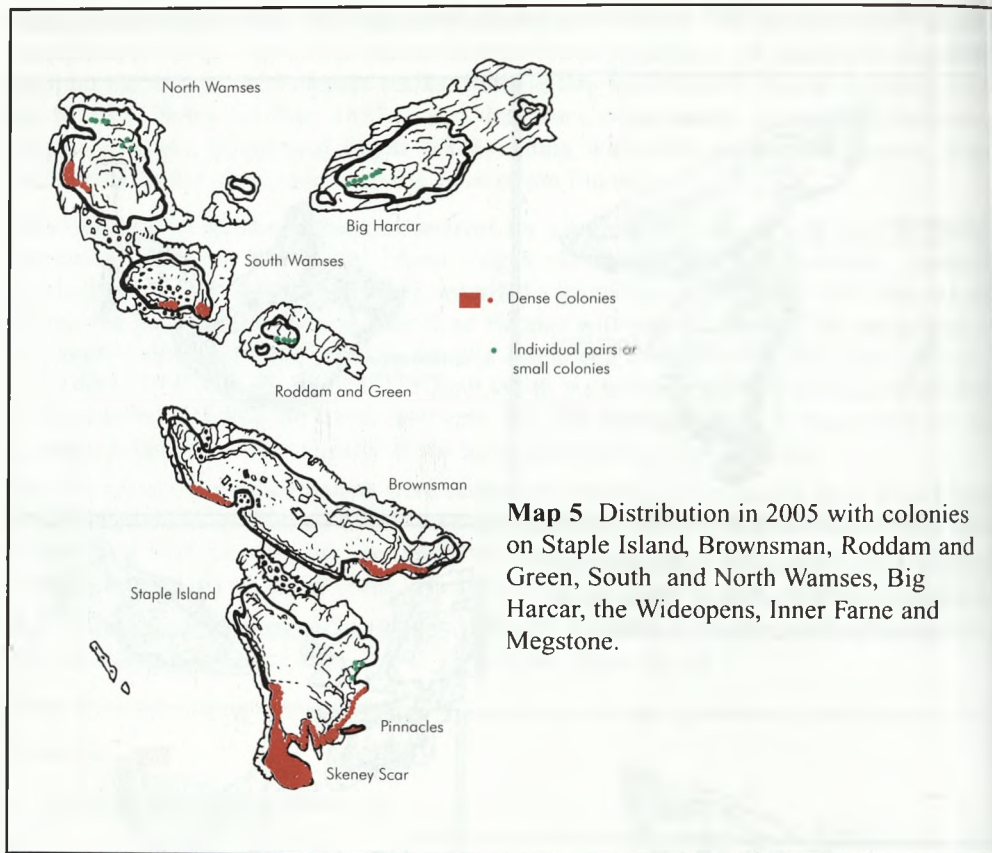 North Wamses
Big Harcar
South Wamses
Dense Colonies
Individual pairs or
small colonies
Roddam and Green
Brownsman
Map 5 Distribution in 2005 with colonies
on Staple Island, Brownsman, Roddam and
Green, South and North Wamses, Big
Harcar, the Wideopens, Inner Farne and
Megstone.
Staple Island
Pinnacles
Skeney Scar